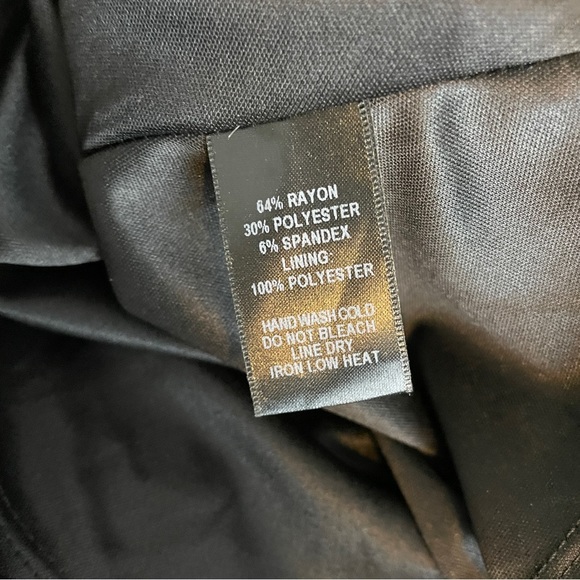 64% RAYON
30% POLYESTER
6% SPANDEX
LINING:
100% POLYESTER
HAND WASH COLD
DO NOT BLEACH
LINE DRY
IRON LOW HEAT